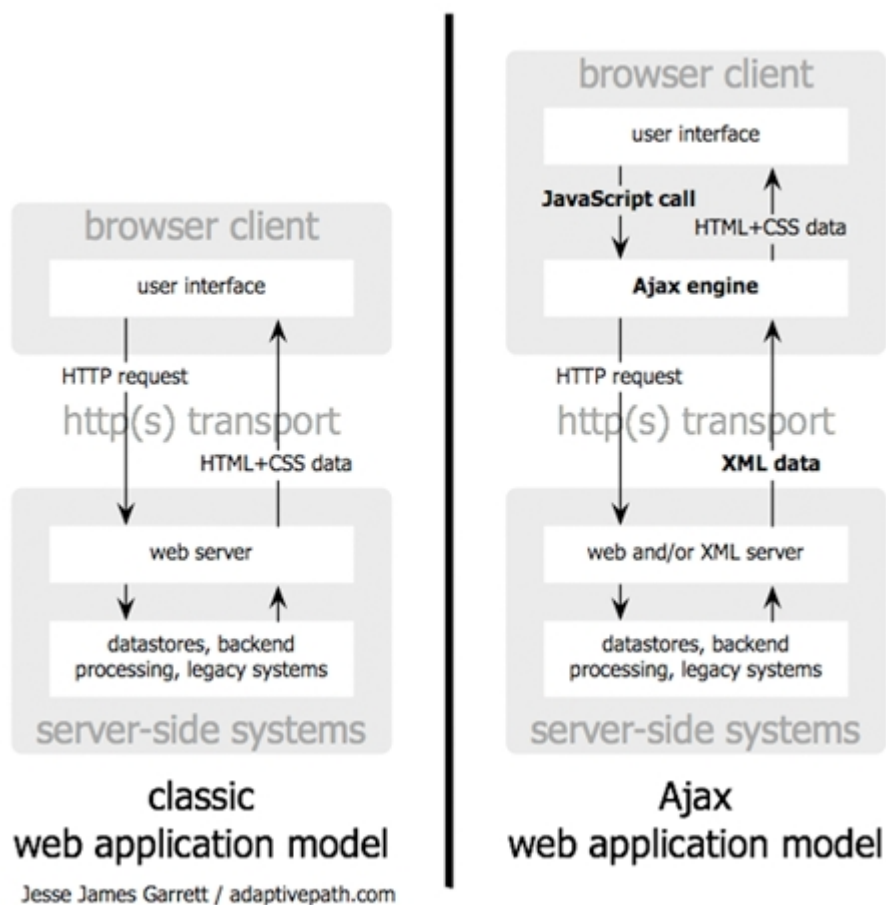 browser client
user interface
HTTP request
http(s) transport
HTML+CSS data
web server
datastores, backend
processing, legacy systems
server-side systems
classic
web application model
Jesse James Garrett / adaptivepath.com
browser client
user interface
JavaScript call
HTML+CSS data
Ajax engine
HTTP request
http(s) transport
XML data
web and/or XML server
datastores, backend
processing, legacy systems
server-side systems
Ajax
web application model